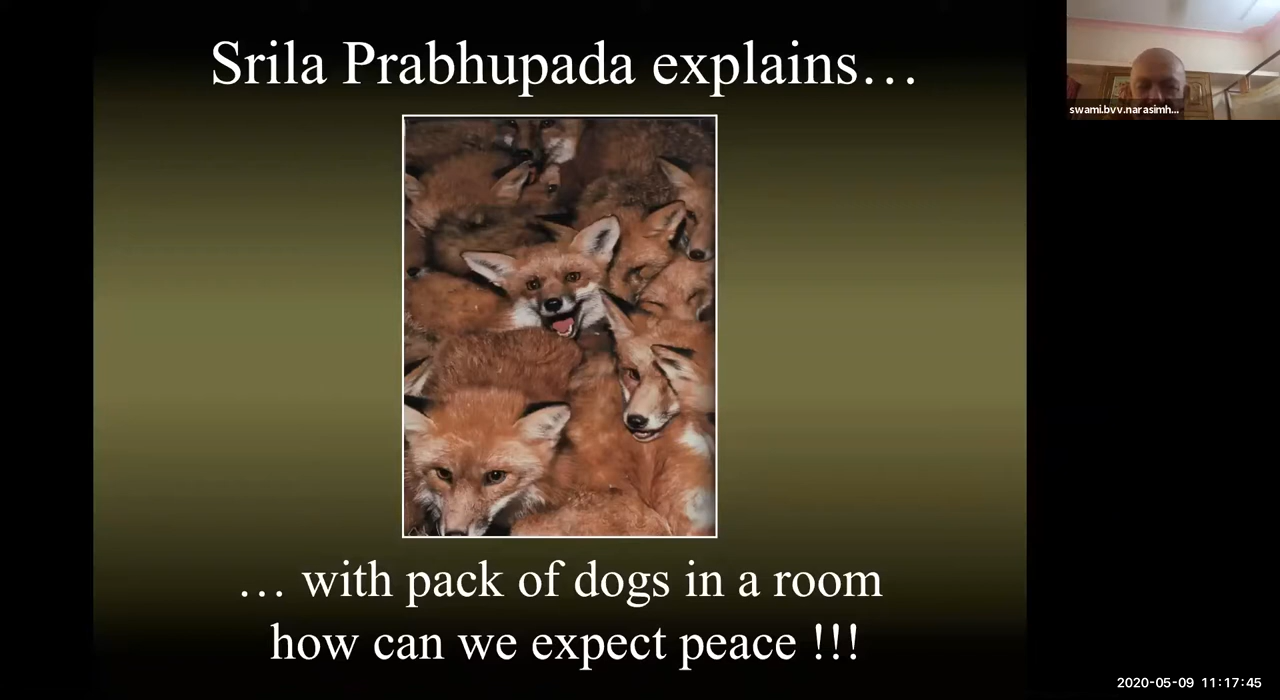 Srila Prabhupada explains…
swami.bvv.narasimh...
… with pack of dogs in a room
how can we expect peace !!!
2020-05-09 11:17:45